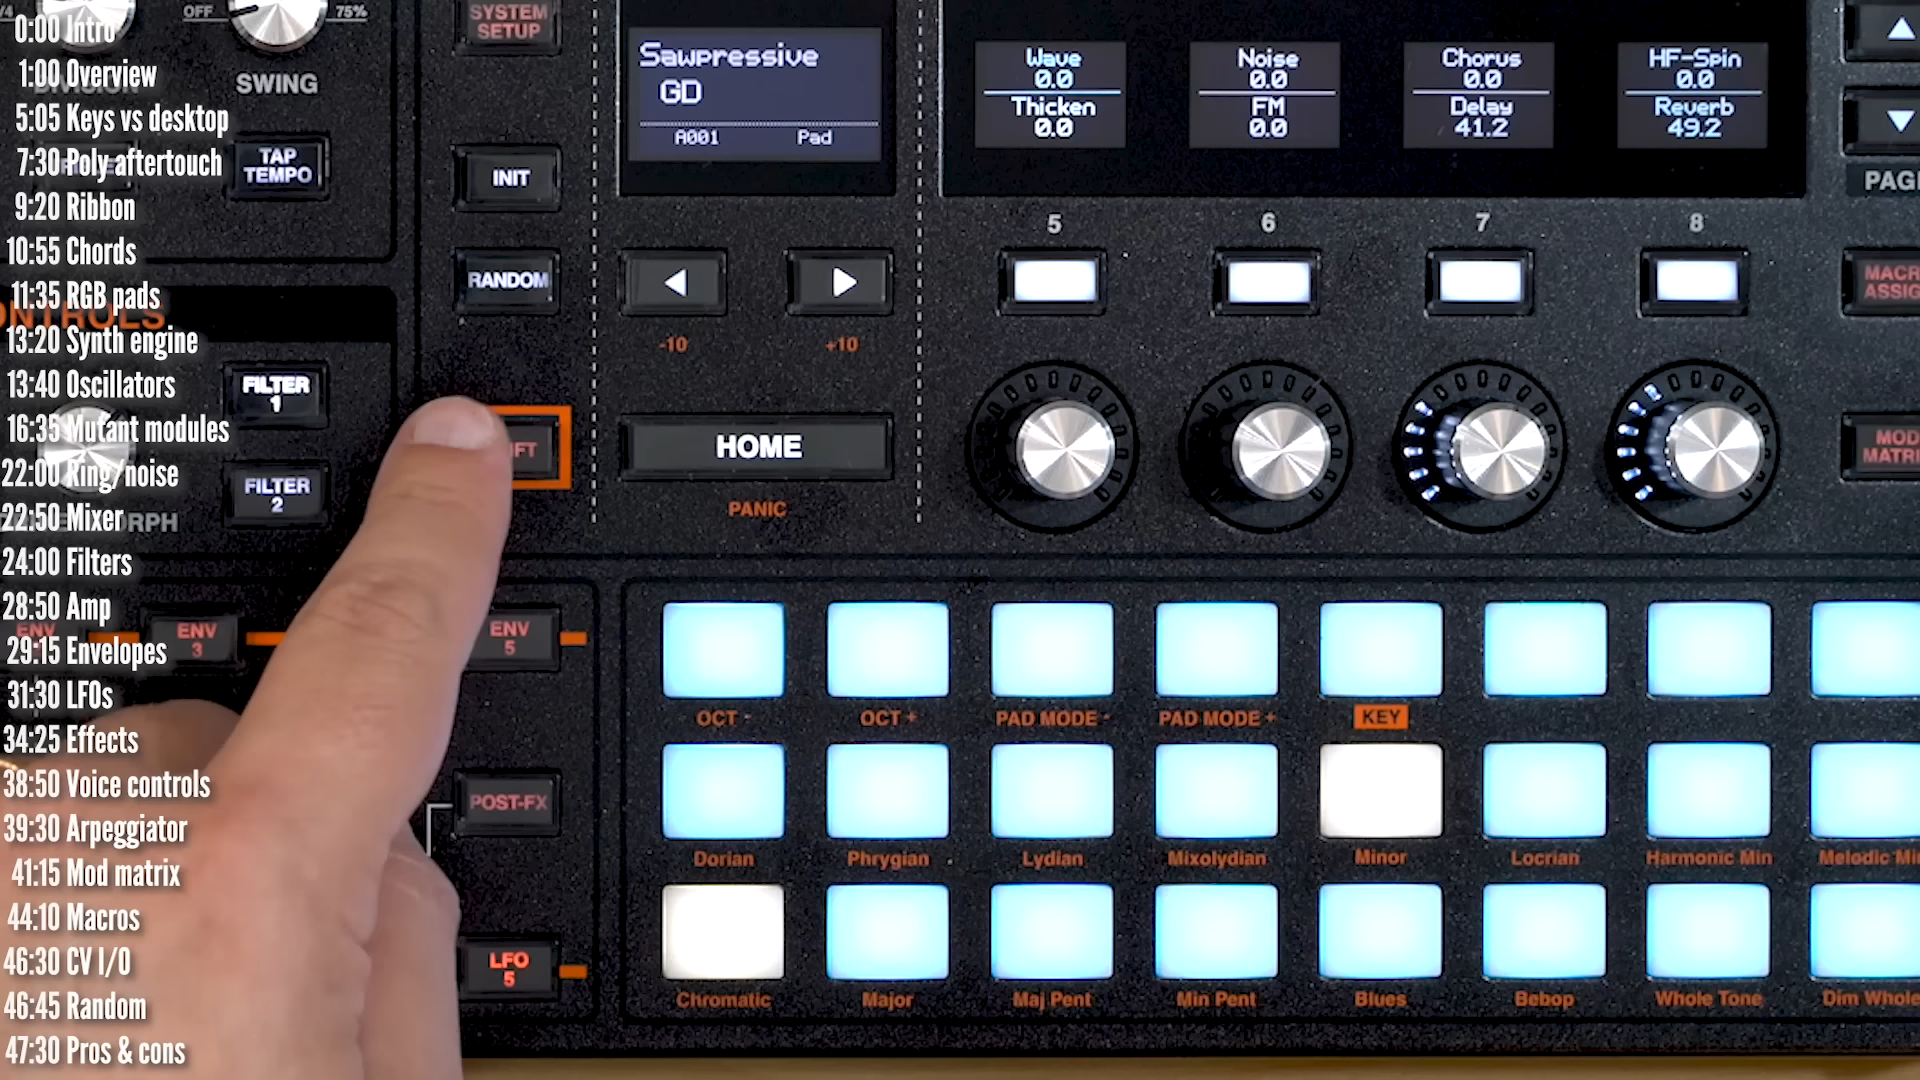 0:00 Intro
1:00 Overview
5:05 Keys vs desktop
7:30 Poly aftertouch
9:20 Ribbon
10:55 Chords
11:35 RGB pads
13:20 Synth engine
13:40 Oscillators
16:35 Mutant modules
22:00 Ring/noise
22:50 Mixer
24:00 Filters
28:50 Amp
29:15 Envelopes
31:30 LFOs
34:25 Effects
38:50 Voice controls
39:30 Arpeggiator
41:15 Mod matrix
44:10 Macros
46:30 CV I/O
46:45 Random
47:30 Pros & cons
OFF
75%
SWING
TAP
TEMPO
FILTER
1
FILTER
2
ENV
ENV
3
SYSTEM
SETUP
INIT
RANDOM
ENV
5
POST-FX
LFO
5
Sawpressive
GD
A001 Pad
-10
+10
HOME
PANIC
Wave
0.0
Thicken
0.0
Noise
0.0
FM
0.0
Chorus
0.0
Delay
41.2
HF-Spin
0.0
Reverb
49.2
5 6 7 8
OCT - OCT + PAD MODE - PAD MODE + KEY
Dorian Phrygian Lydian Mixolydian Minor Locrian Harmonic Min Melodic
Chromatic Major Maj Pent Min Pent Blues Bebop Whole Tone Dim Whole